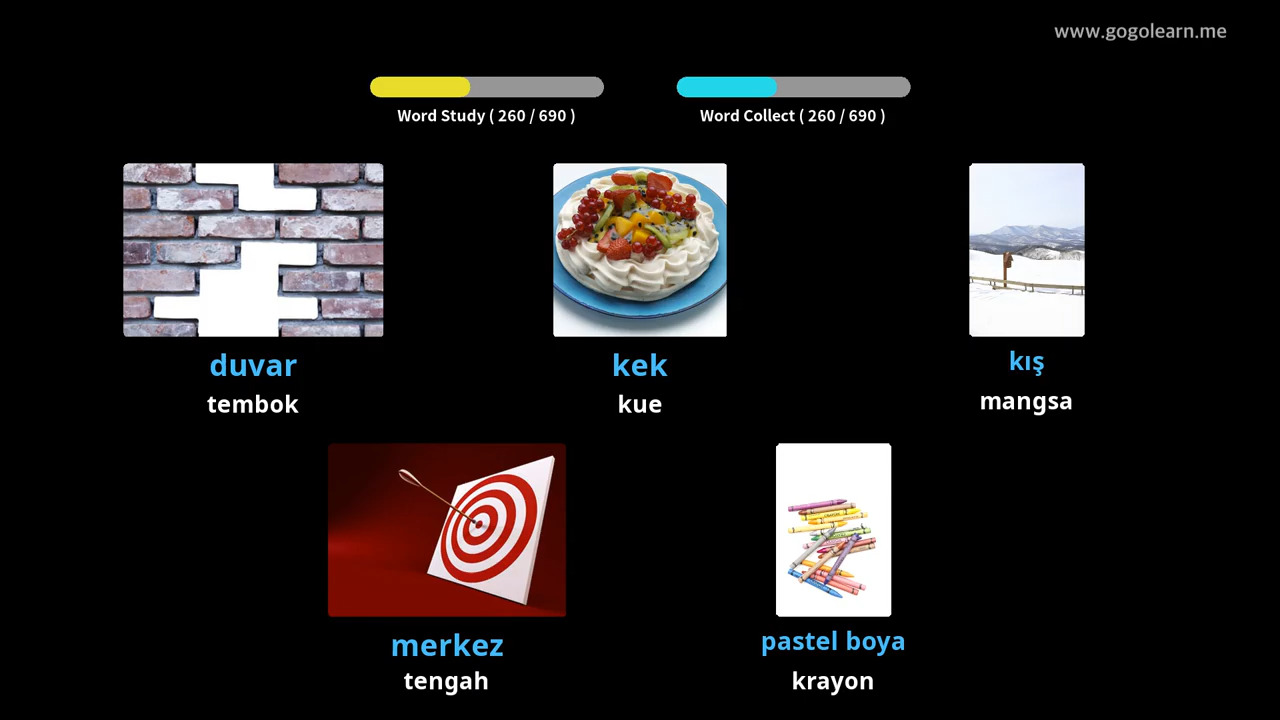 www.gogolearn.me
Word Study ( 260 / 690 )
Word Collect ( 260 / 690 )
duvar
tembok
kek
kue
kış
mangsa
merkez
tengah
pastel boya
krayon